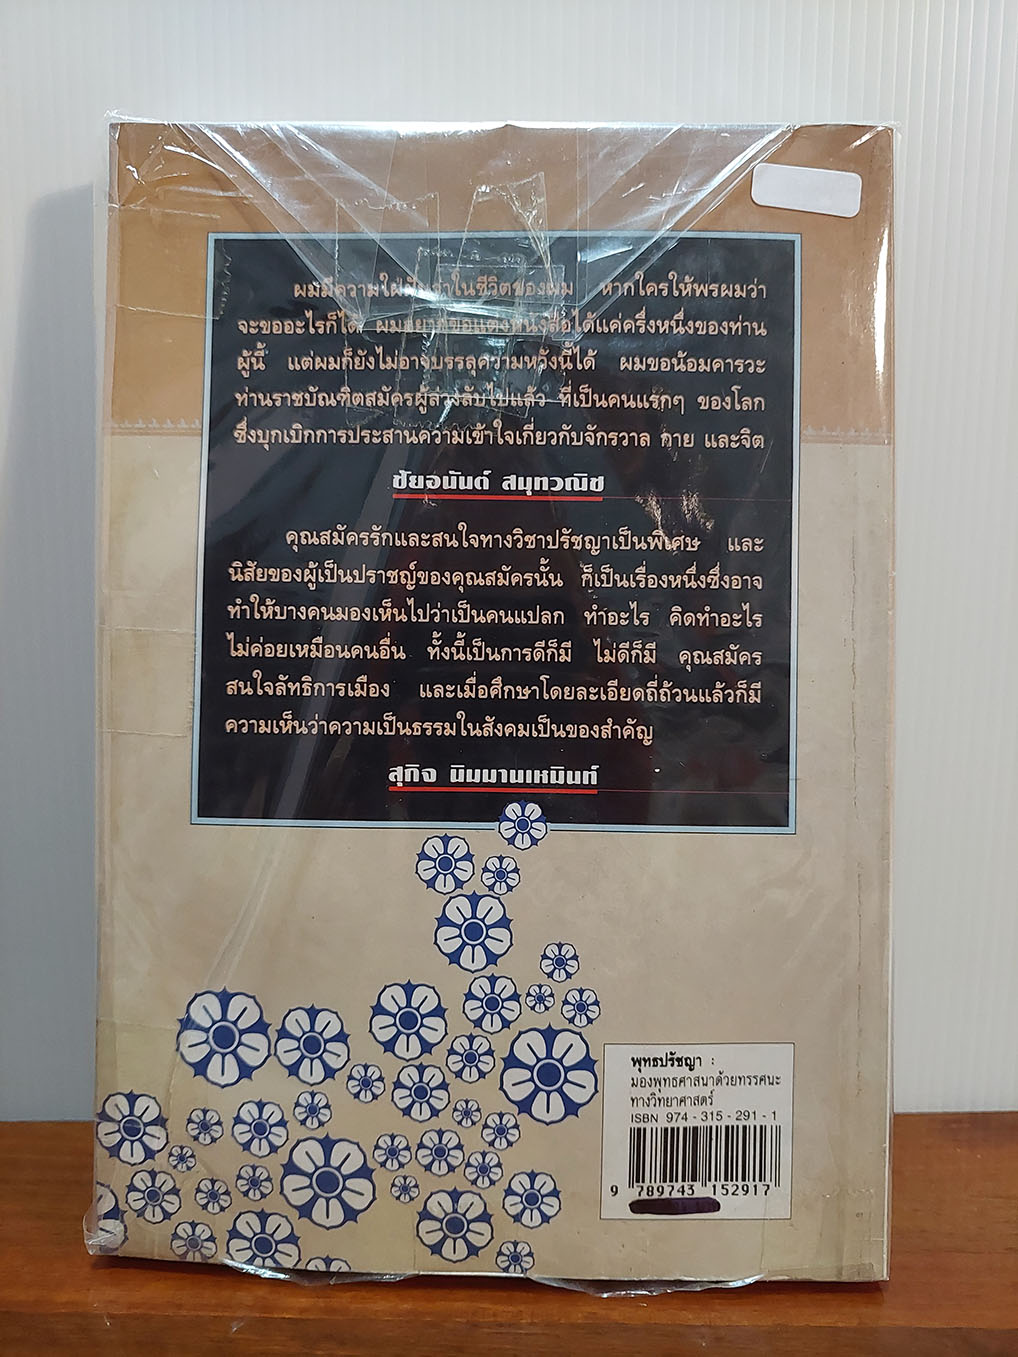 ผมมีความใฝ่ฝันว่าในชีวิตของผม หากใครให้พรผมว่า
จะขออะไรก็ได้ ผมอยากขอแต่งหนังสือได้แค่ครึ่งหนึ่งของท่าน
ผู้นี้ แต่ผมก็ยังไม่อาจบรรลุความหวังนี้ได้ ผมขอน้อมคารวะ
ท่านราชบัณฑิตสมัครผู้ล่วงลับไปแล้ว ที่เป็นคนแรกๆ ของโลก
ซึ่งบุกเบิกการประสานความเข้าใจเกี่ยวกับจักรวาล กาย และจิต
ชัยอนันต์ สมุทวณิช
คุณสมัครรักและสนใจทางวิชาปรัชญาเป็นพิเศษ และ
นิสัยของผู้เป็นปราชญ์ของคุณสมัครนั้น ก็เป็นเรื่องหนึ่งซึ่งอาจ
ทำให้บางคนมองเห็นไปว่าเป็นคนแปลก ทำอะไร คิดทำอะไร
ไม่ค่อยเหมือนคนอื่น ทั้งนี้เป็นการดีก็มี ไม่ดีก็มี คุณสมัคร
สนใจลัทธิการเมือง และเมื่อศึกษาโดยละเอียดถี่ถ้วนแล้วก็มี
ความเห็นว่าความเป็นธรรมในสังคมเป็นของสำคัญ
สุกิจ นิมมานเหมินท์
พุทธปรัชญา :
มองพุทธศาสนาด้วยทรรศนะ
ทางวิทยาศาสตร์
ISBN 974 - 315 - 291 - 1
9 789743 152917